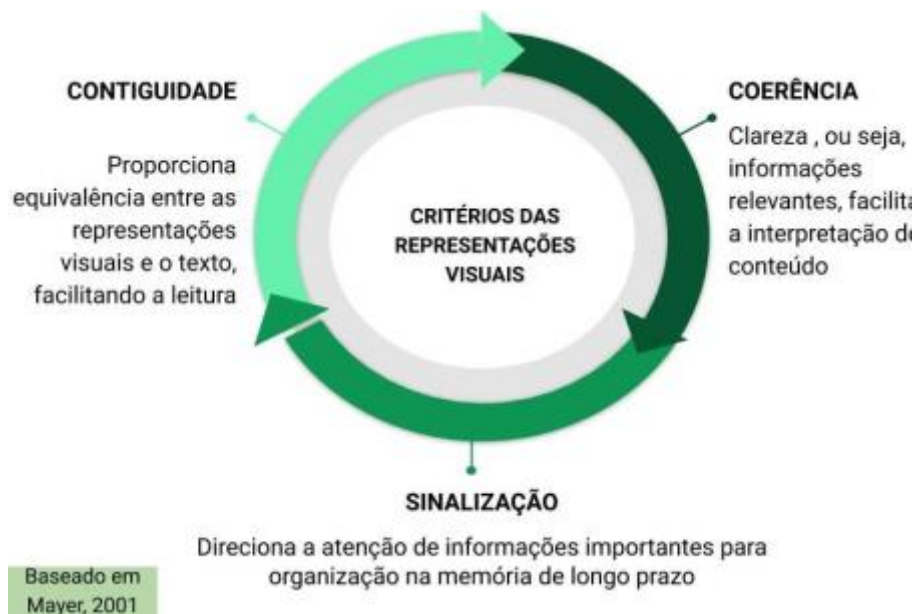 CONTIGUIDADE
Proporciona
equivalência entre as
representações
visuais e o texto,
facilitando a leitura
CRITÉRIOS DAS
REPRESENTAÇÕES
VISUAIS
COERÊNCIA
Clareza , ou seja,
informações
relevantes, facilita
a interpretação
conteúdo
SINALIZAÇÃO
Direciona a atenção de informações importantes para
organização na memória de longo prazo
Baseado em
Mayer, 2001